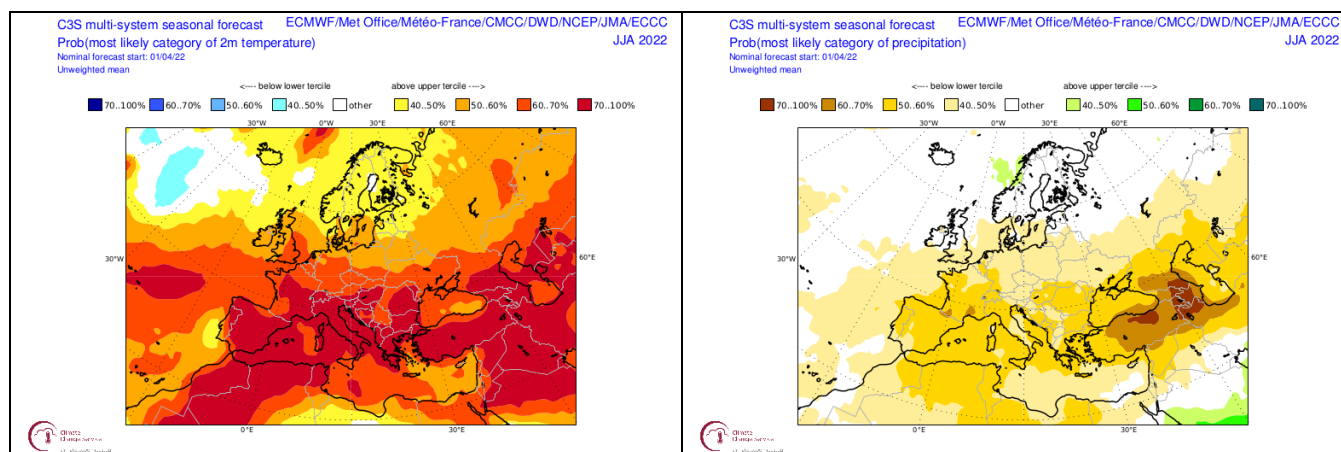 C3S multi-system seasonal forecast ECMWF/Met Office/Météo-France/CMCC/DWD/NCEP/JMA/ECCC
Prob(most likely category of 2m temperature) JJA 2022
Nominal forecast start: 01/04/22
Unweighted mean
<---- below lower tercile above upper tercile ---->
70..100% 60..70% 50..60% 40..50% other 40..50% 50..60% 60..70% 70..100%
30°W 0°W 30°E 60°E
30°W 60°E
0°E 30°E
Climate
Change Service
C3S multi-system seasonal forecast ECMWF/Met Office/Météo-France/CMCC/DWD/NCEP/JMA/ECCC
Prob(most likely category of precipitation) JJA 2022
Nominal forecast start: 01/04/22
Unweighted mean
<---- below lower tercile above upper tercile ---->
70..100% 60..70% 50..60% 40..50% other 40..50% 50..60% 60..70% 70..100%
30°W 0°W 30°E 60°E
30°W 60°E
0°E 30°E
Climate
Change Service